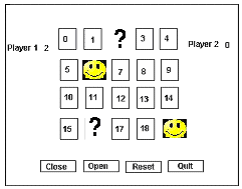 0 1 ? 3 4
Player 1 2
Player 2 0
5 7 8 9
10 11 12 13 14
15 ? 17 18
Close Open Reset Quit